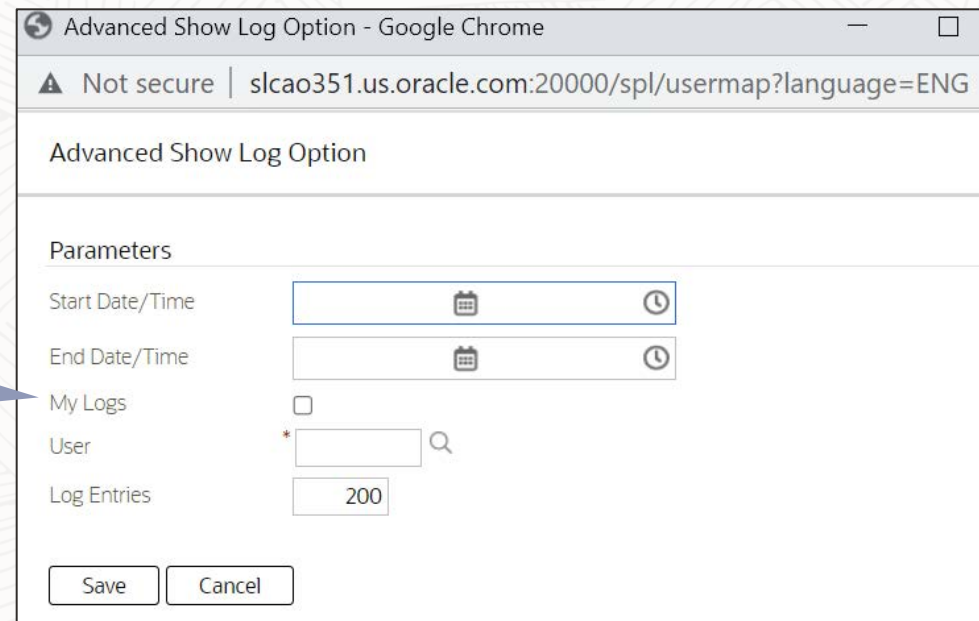 Advanced Show Log Option - Google Chrome
Not secure | slcao351.us.oracle.com:20000/spl/usermap?language=ENG
Advanced Show Log Option
Parameters
Start Date/Time
End Date/Time
My Logs
User *
Log Entries 200
Save Cancel